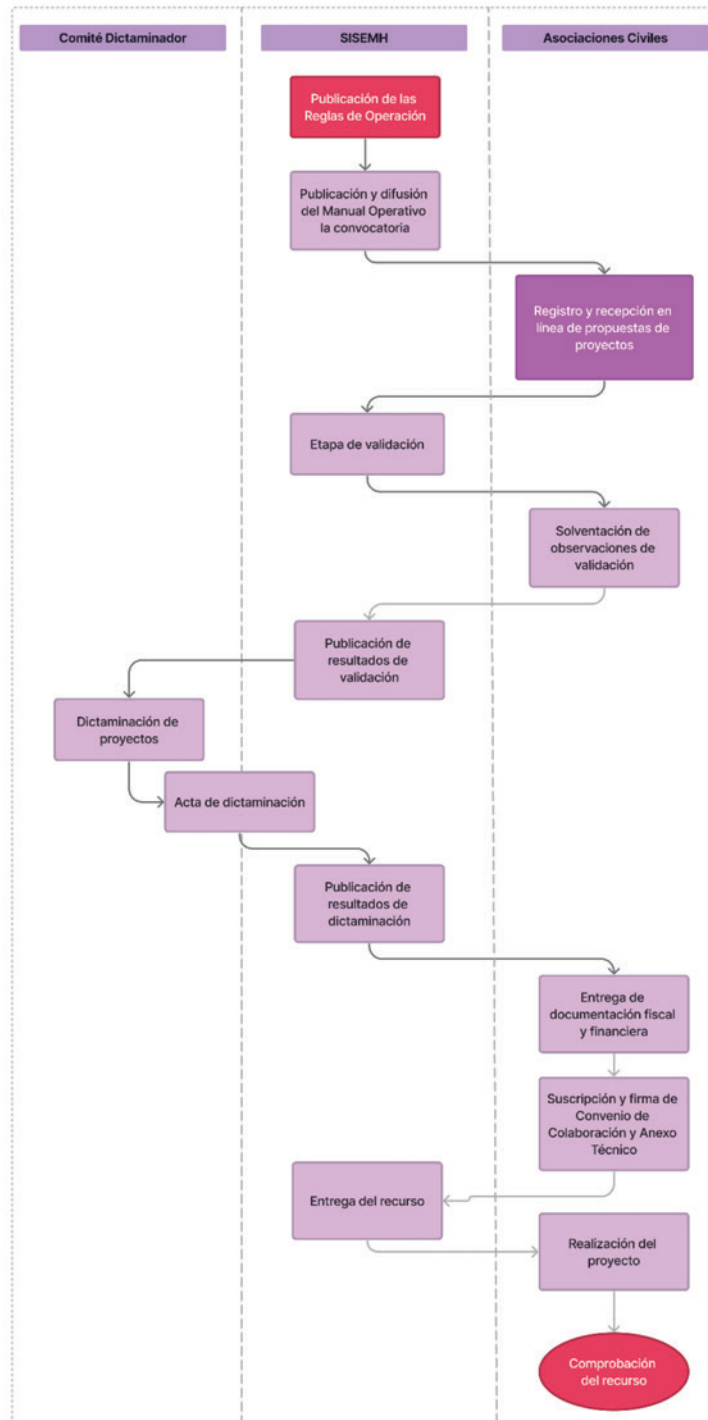 Comité Dictaminador
SISEMH
Asociaciones Civiles
Publicación de las
Reglas de Operación
Publicación y difusión
del Manual Operativo
la convocatoria
Registro y recepción en
línea de propuestas de
proyectos
Etapa de validación
Solventación de
observaciones de
validación
Publicación de
resultados de
validación
Dictaminación de
proyectos
Acta de dictaminación
Publicación de
resultados de
dictaminación
Entrega de
documentación fiscal
y financiera
Suscripción y firma de
Convenio de
Colaboración y Anexo
Técnico
Entrega del recurso
Realización del
proyecto
Comprobación
del recurso